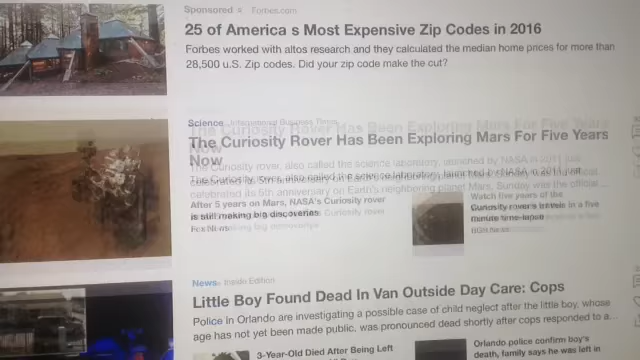 Sponsored Forbes.com
25 of America s Most Expensive Zip Codes in 2016
Forbes worked with altos research and they calculated the median home prices for more than
28,500 u.S. Zip codes. Did your zip code make the cut?
Science International Business Times
The Curiosity Rover Has Been Exploring Mars For Five Years
Now
The Curiosity rover, also called the science laboratory, launched by NASA in 2011 just
celebrated its 5th anniversary on Earth's neighboring planet Mars, Sunday was the official...
After 5 years on Mars, NASA's Curiosity rover
is still making big discoveries
Fox News
Watch five years of the
Curiosity rover's travels in a five
minute time-lapse
BGR News
News Inside Edition
Little Boy Found Dead In Van Outside Day Care: Cops
Police in Orlando are investigating a possible case of child neglect after the little boy, whose
age has not yet been made public, was pronounced dead shortly after cops responded to a...
3-Year-Old Died After Being Left
Orlando police confirm boy's
death, family says he was left in